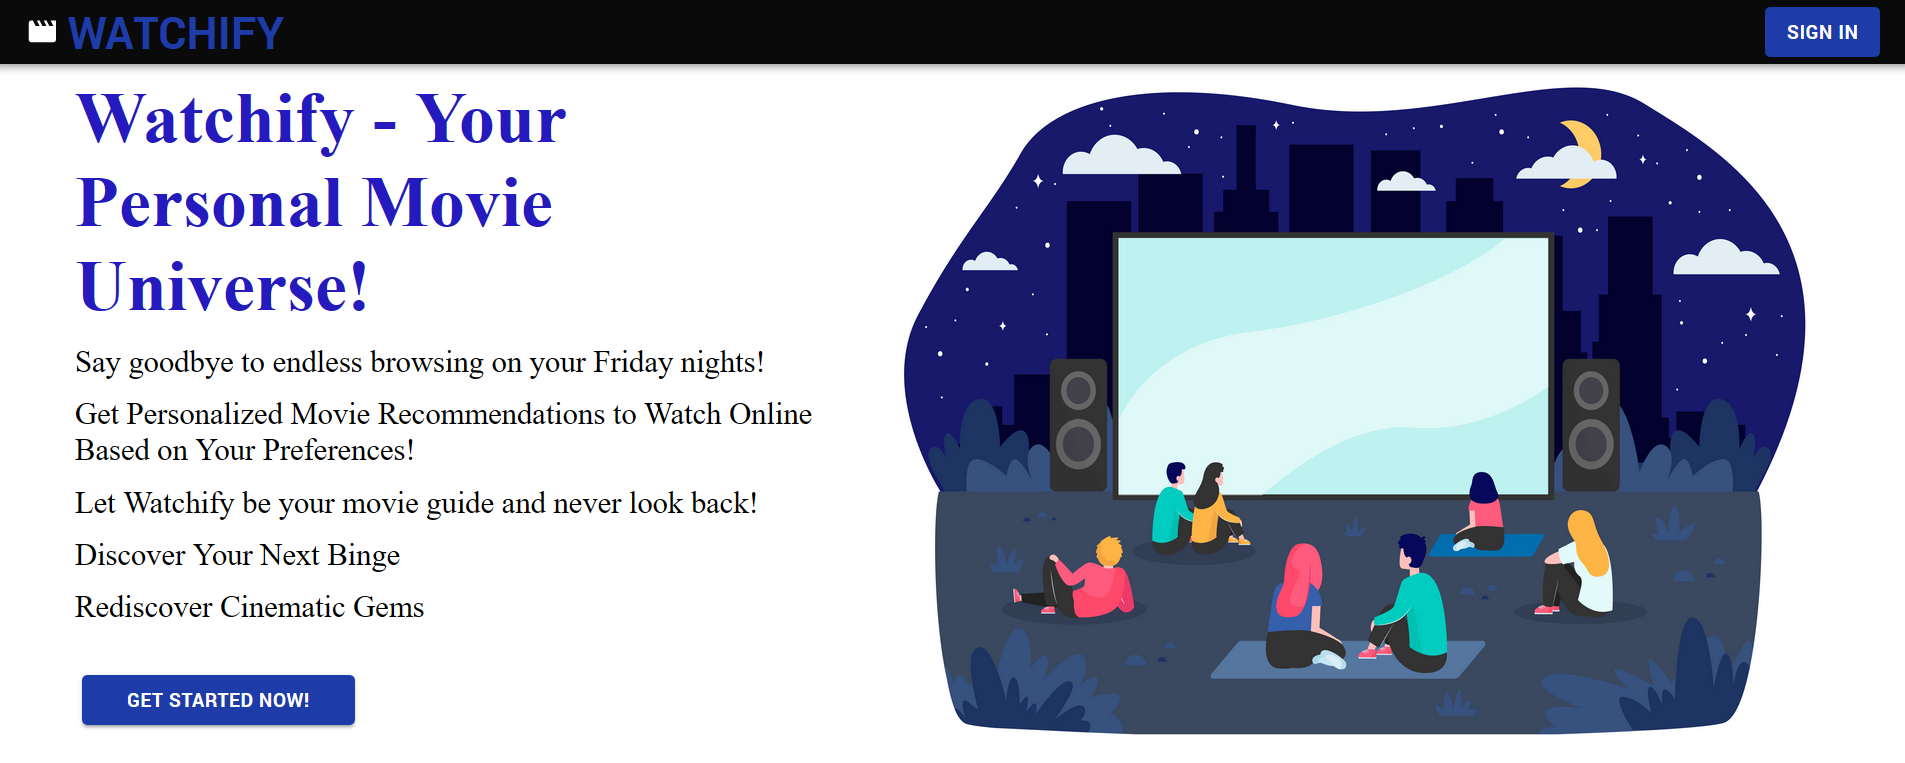 WATCHIFY
SIGN IN
Watchify - Your
Personal Movie
Universe!
Say goodbye to endless browsing on your Friday nights!
Get Personalized Movie Recommendations to Watch Online
Based on Your Preferences!
Let Watchify be your movie guide and never look back!
Discover Your Next Binge
Rediscover Cinematic Gems
GET STARTED NOW!